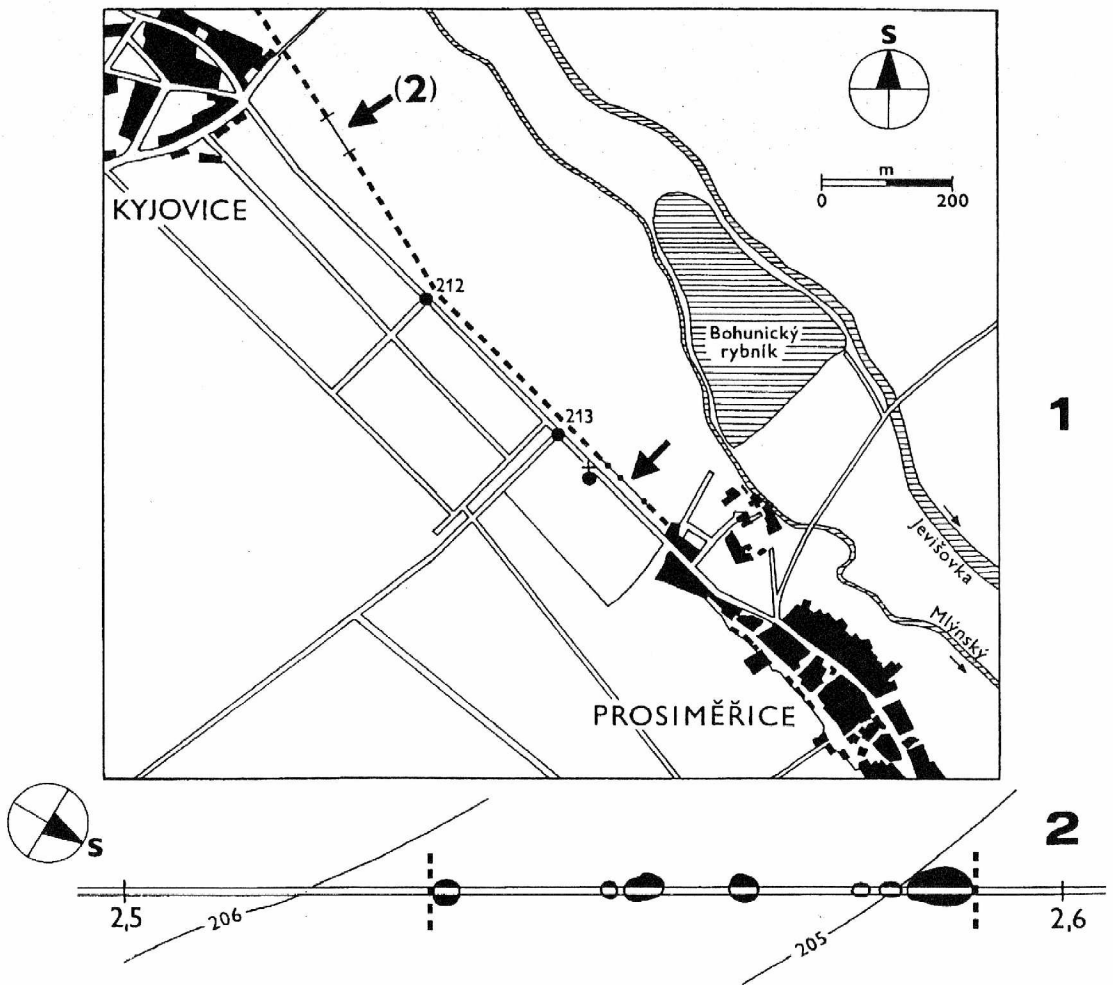 S
(2)
m
0 200
KYJOVICE
212
Bohunický
rybník
1
213
Jevišovka
Mlýnský
PROSIMĚŘICE
S
2
206
2,5
205
2,6